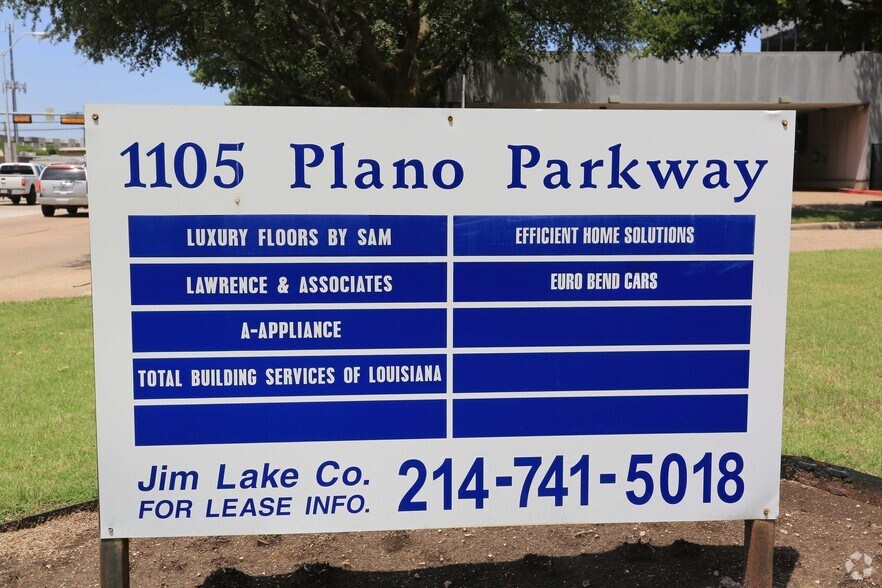 1105 Plano Parkway
LUXURY FLOORS BY SAM
LAWRENCE & ASSOCIATES
A-APPLIANCE
TOTAL BUILDING SERVICES OF LOUISIANA
EFFICIENT HOME SOLUTIONS
EURO BEND CARS
Jim Lake Co.
FOR LEASE INFO.
214-741-5018